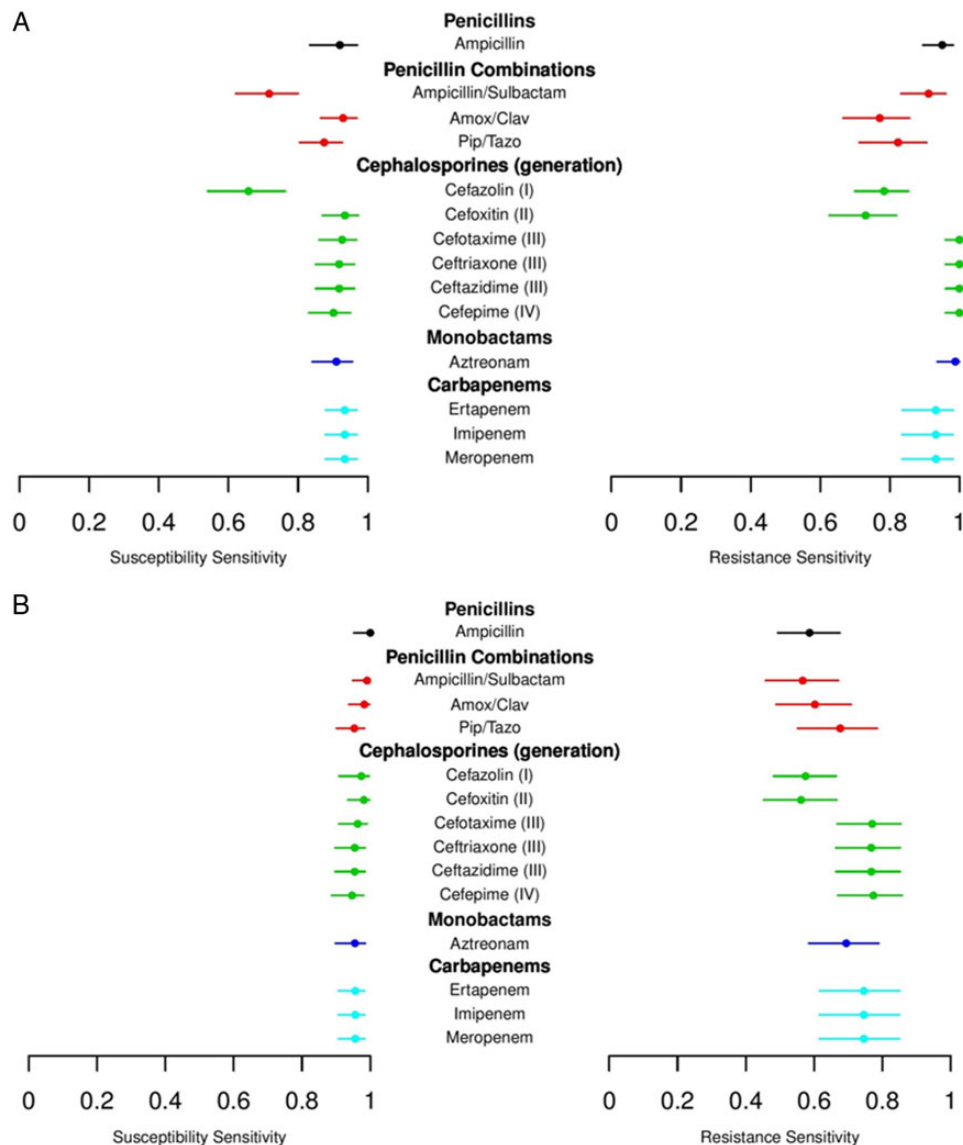 A
Penicillins
Ampicillin
Penicillin Combinations
Ampicillin/Sulbactam
Amox/Clav
Pip/Tazo
Cephalosporines (generation)
Cefazolin (I)
Cefoxitin (II)
Cefotaxime (III)
Ceftriaxone (III)
Ceftazidime (III)
Cefepime (IV)
Monobactams
Aztreonam
Carbapenems
Ertapenem
Imipenem
Meropenem
0 0.2 0.4 0.6 0.8 1 0 0.2 0.4 0.6 0.8 1
Susceptibility Sensitivity Resistance Sensitivity
B
Penicillins
Ampicillin
Penicillin Combinations
Ampicillin/Sulbactam
Amox/Clav
Pip/Tazo
Cephalosporines (generation)
Cefazolin (I)
Cefoxitin (II)
Cefotaxime (III)
Ceftriaxone (III)
Ceftazidime (III)
Cefepime (IV)
Monobactams
Aztreonam
Carbapenems
Ertapenem
Imipenem
Meropenem
0 0.2 0.4 0.6 0.8 1 0 0.2 0.4 0.6 0.8 1
Susceptibility Sensitivity Resistance Sensitivity